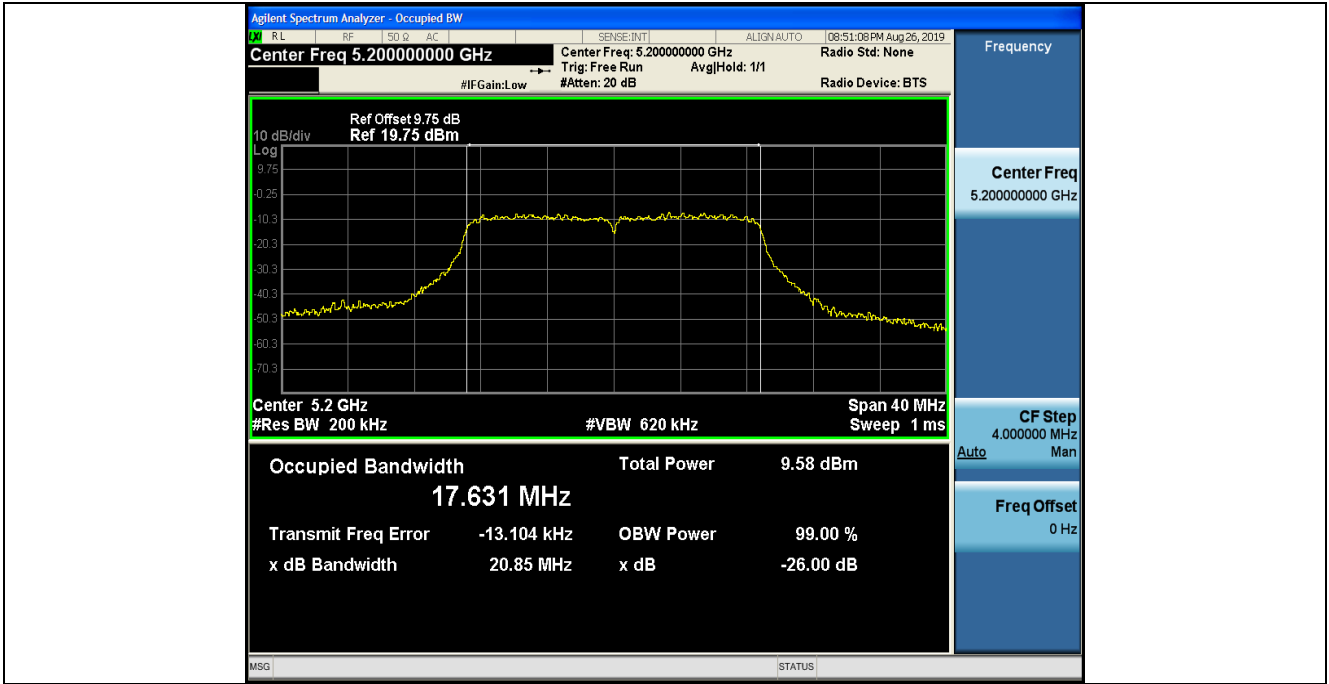 Agilent Spectrum Analyzer - Occupied BW
LXI RL RF 50 Ω AC SENSE:INT ALIGN AUTO 08:51:08 PM Aug 26, 2019
Center Freq 5.200000000 GHz
Center Freq: 5.200000000 GHz
Radio Std: None
Trig: Free Run Avg|Hold: 1/1
#IFGain:Low
#Atten: 20 dB
Radio Device: BTS
Frequency
Ref Offset 9.75 dB
10 dB/div Ref 19.75 dBm
Log
9.75
-0.25
-10.3
-20.3
-30.3
-40.3
-50.3
-60.3
-70.3
Center 5.2 GHz Span 40 MHz
#Res BW 200 kHz #VBW 620 kHz Sweep 1 ms
Occupied Bandwidth
17.631 MHz
Total Power 9.58 dBm
Transmit Freq Error -13.104 kHz OBW Power 99.00 %
x dB Bandwidth 20.85 MHz x dB -26.00 dB
Center Freq
5.200000000 GHz
CF Step
4.000000 MHz
Auto Man
Freq Offset
0 Hz
MSG STATUS